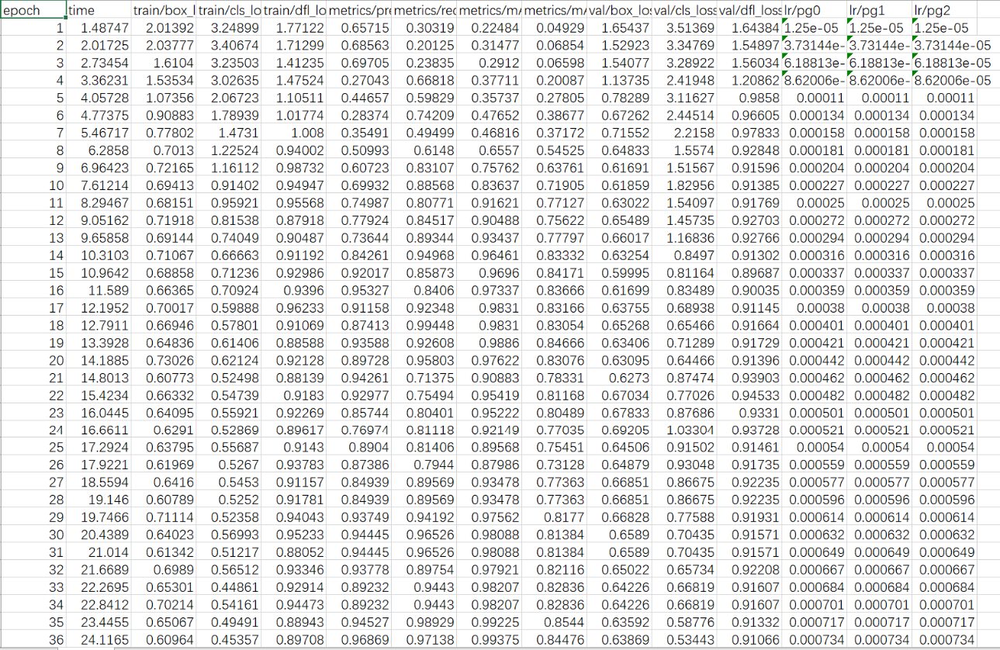 epoch time train/box_l train/cls_lo train/dfl_lo metrics/pre metrics/rec metrics/mA metrics/mA val/box_los val/cls_loss val/dfl_loss lr/pg0 lr/pg1 lr/pg2
1 1.48747 2.01392 3.24899 1.77122 0.65715 0.30319 0.22484 0.04929 1.65437 3.51369 1.64384 1.25e-05 1.25e-05 1.25e-05
2 2.01725 2.03777 3.40674 1.71299 0.68563 0.20125 0.31477 0.06854 1.52923 3.34769 1.54897 3.73144e- 3.73144e- 3.73144e-05
3 2.73454 1.6104 3.23503 1.41235 0.69705 0.23835 0.2912 0.06598 1.54077 3.28922 1.56034 6.18813e- 6.18813e- 6.18813e-05
4 3.36231 1.53534 3.02635 1.47524 0.27043 0.66818 0.37711 0.20087 1.13735 2.41948 1.20862 8.62006e- 8.62006e- 8.62006e-05
5 4.05728 1.07356 2.06723 1.10511 0.44657 0.59829 0.35737 0.27805 0.78289 3.11627 0.9858 0.00011 0.00011 0.00011
6 4.77375 0.90883 1.78939 1.01774 0.28374 0.74209 0.47652 0.38677 0.67262 2.44514 0.96605 0.000134 0.000134 0.000134
7 5.46717 0.77802 1.4731 1.008 0.35491 0.49499 0.46816 0.37172 0.71552 2.2158 0.97833 0.000158 0.000158 0.000158
8 6.2858 0.7013 1.22524 0.94002 0.50993 0.6148 0.6557 0.54525 0.64833 1.5574 0.92848 0.000181 0.000181 0.000181
9 6.96423 0.72165 1.16112 0.98732 0.60723 0.83107 0.75762 0.63761 0.61691 1.51567 0.91596 0.000204 0.000204 0.000204
10 7.61214 0.69413 0.91402 0.94947 0.69932 0.88568 0.83637 0.71905 0.61859 1.82956 0.91385 0.000227 0.000227 0.000227
11 8.29467 0.68151 0.95921 0.95568 0.74987 0.80771 0.91621 0.77127 0.63022 1.54097 0.91769 0.00025 0.00025 0.00025
12 9.05162 0.71918 0.81538 0.87918 0.77924 0.84517 0.90488 0.75622 0.65489 1.45735 0.92703 0.000272 0.000272 0.000272
13 9.65858 0.69144 0.74049 0.90487 0.73644 0.89344 0.93437 0.77797 0.66017 1.16836 0.92766 0.000294 0.000294 0.000294
14 10.3103 0.71067 0.66663 0.91192 0.84261 0.94968 0.96461 0.83332 0.63254 0.8497 0.91302 0.000316 0.000316 0.000316
15 10.9642 0.68858 0.71236 0.92986 0.92017 0.85873 0.9696 0.84171 0.59995 0.81164 0.89687 0.000337 0.000337 0.000337
16 11.589 0.66365 0.70924 0.9396 0.95327 0.8406 0.97337 0.83666 0.61699 0.83489 0.90035 0.000359 0.000359 0.000359
17 12.1952 0.70017 0.59888 0.96233 0.91158 0.92348 0.9831 0.83166 0.63755 0.68938 0.91145 0.00038 0.00038 0.00038
18 12.7911 0.66946 0.57801 0.91069 0.87413 0.99448 0.9831 0.83054 0.65268 0.65466 0.91664 0.000401 0.000401 0.000401
19 13.3928 0.64836 0.61406 0.88588 0.93588 0.92608 0.9886 0.84666 0.63406 0.71289 0.91729 0.000421 0.000421 0.000421
20 14.1885 0.73026 0.62124 0.92128 0.89728 0.95803 0.97622 0.83076 0.63095 0.64466 0.91396 0.000442 0.000442 0.000442
21 14.8013 0.60773 0.52498 0.88139 0.94261 0.71375 0.90883 0.78331 0.6273 0.87474 0.93903 0.000462 0.000462 0.000462
22 15.4234 0.66332 0.54739 0.9183 0.92977 0.75494 0.95419 0.81168 0.67034 0.77026 0.94533 0.000482 0.000482 0.000482
23 16.0445 0.64095 0.55921 0.92269 0.85744 0.80401 0.95222 0.80489 0.67833 0.87686 0.9331 0.000501 0.000501 0.000501
24 16.6611 0.6291 0.52869 0.89617 0.76974 0.81118 0.92149 0.77035 0.69205 1.03304 0.93728 0.000521 0.000521 0.000521
25 17.2924 0.63795 0.55687 0.9143 0.8904 0.81406 0.89568 0.75451 0.64506 0.91502 0.91461 0.00054 0.00054 0.00054
26 17.9221 0.61969 0.5267 0.93783 0.87386 0.7944 0.87986 0.73128 0.64879 0.93048 0.91735 0.000559 0.000559 0.000559
27 18.5594 0.6416 0.5453 0.91157 0.84939 0.89569 0.93478 0.77363 0.66851 0.86675 0.92235 0.000577 0.000577 0.000577
28 19.146 0.60789 0.5252 0.91781 0.84939 0.89569 0.93478 0.77363 0.66851 0.86675 0.92235 0.000596 0.000596 0.000596
29 19.7466 0.71114 0.52358 0.94043 0.93749 0.94192 0.97562 0.8177 0.66828 0.77588 0.91931 0.000614 0.000614 0.000614
30 20.4389 0.64023 0.56993 0.95233 0.94445 0.96526 0.98088 0.81384 0.6589 0.70435 0.91571 0.000632 0.000632 0.000632
31 21.014 0.61342 0.51217 0.88052 0.94445 0.96526 0.98088 0.81384 0.6589 0.70435 0.91571 0.000649 0.000649 0.000649
32 21.6689 0.6989 0.56512 0.93346 0.93778 0.89754 0.97921 0.82116 0.65022 0.65734 0.92208 0.000667 0.000667 0.000667
33 22.2695 0.65301 0.44861 0.92914 0.89232 0.9443 0.98207 0.82836 0.64226 0.66819 0.91607 0.000684 0.000684 0.000684
34 22.8412 0.70214 0.54161 0.94473 0.89232 0.9443 0.98207 0.82836 0.64226 0.66819 0.91607 0.000701 0.000701 0.000701
35 23.4455 0.65067 0.49491 0.88943 0.94527 0.98929 0.99225 0.8544 0.63592 0.58776 0.91332 0.000717 0.000717 0.000717
36 24.1165 0.60964 0.45357 0.89708 0.96869 0.97138 0.99375 0.84476 0.63869 0.53443 0.91066 0.000734 0.000734 0.000734